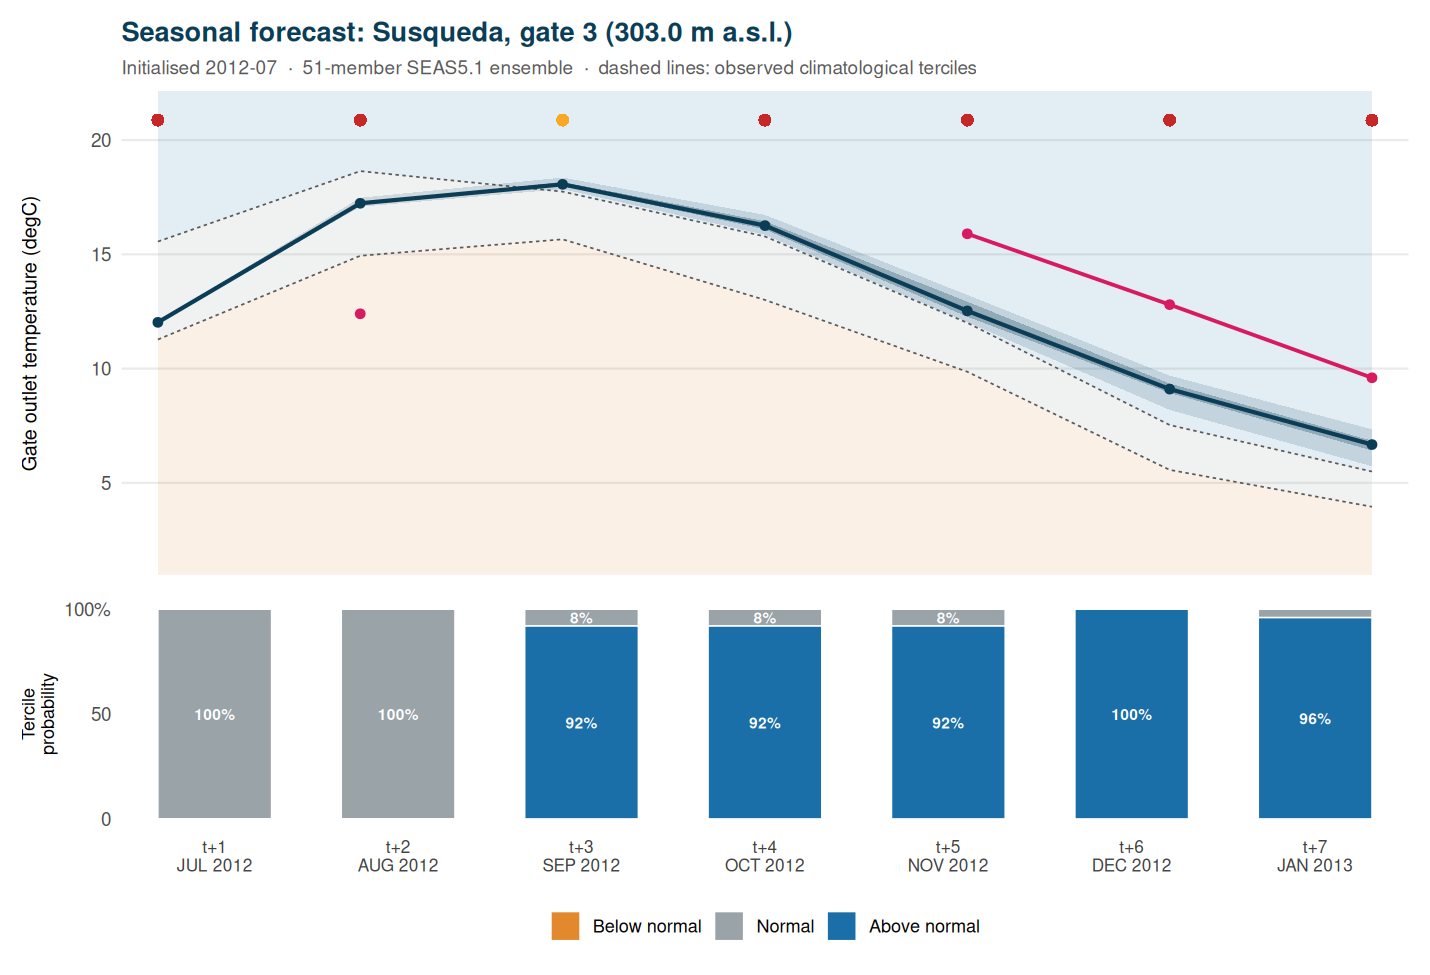 Seasonal forecast: Susqueda, gate 3 (303.0 m a.s.l.)
Initialised 2012-07 · 51-member SEAS5.1 ensemble · dashed lines: observed climatological terciles
Gate outlet temperature (degC)
20
15
10
5
Tercile
probability
100%
50
0
100%
100%
8%
92%
8%
92%
8%
92%
100%
96%
t+1
JUL 2012
t+2
AUG 2012
t+3
SEP 2012
t+4
OCT 2012
t+5
NOV 2012
t+6
DEC 2012
t+7
JAN 2013
Below normal
Normal
Above normal